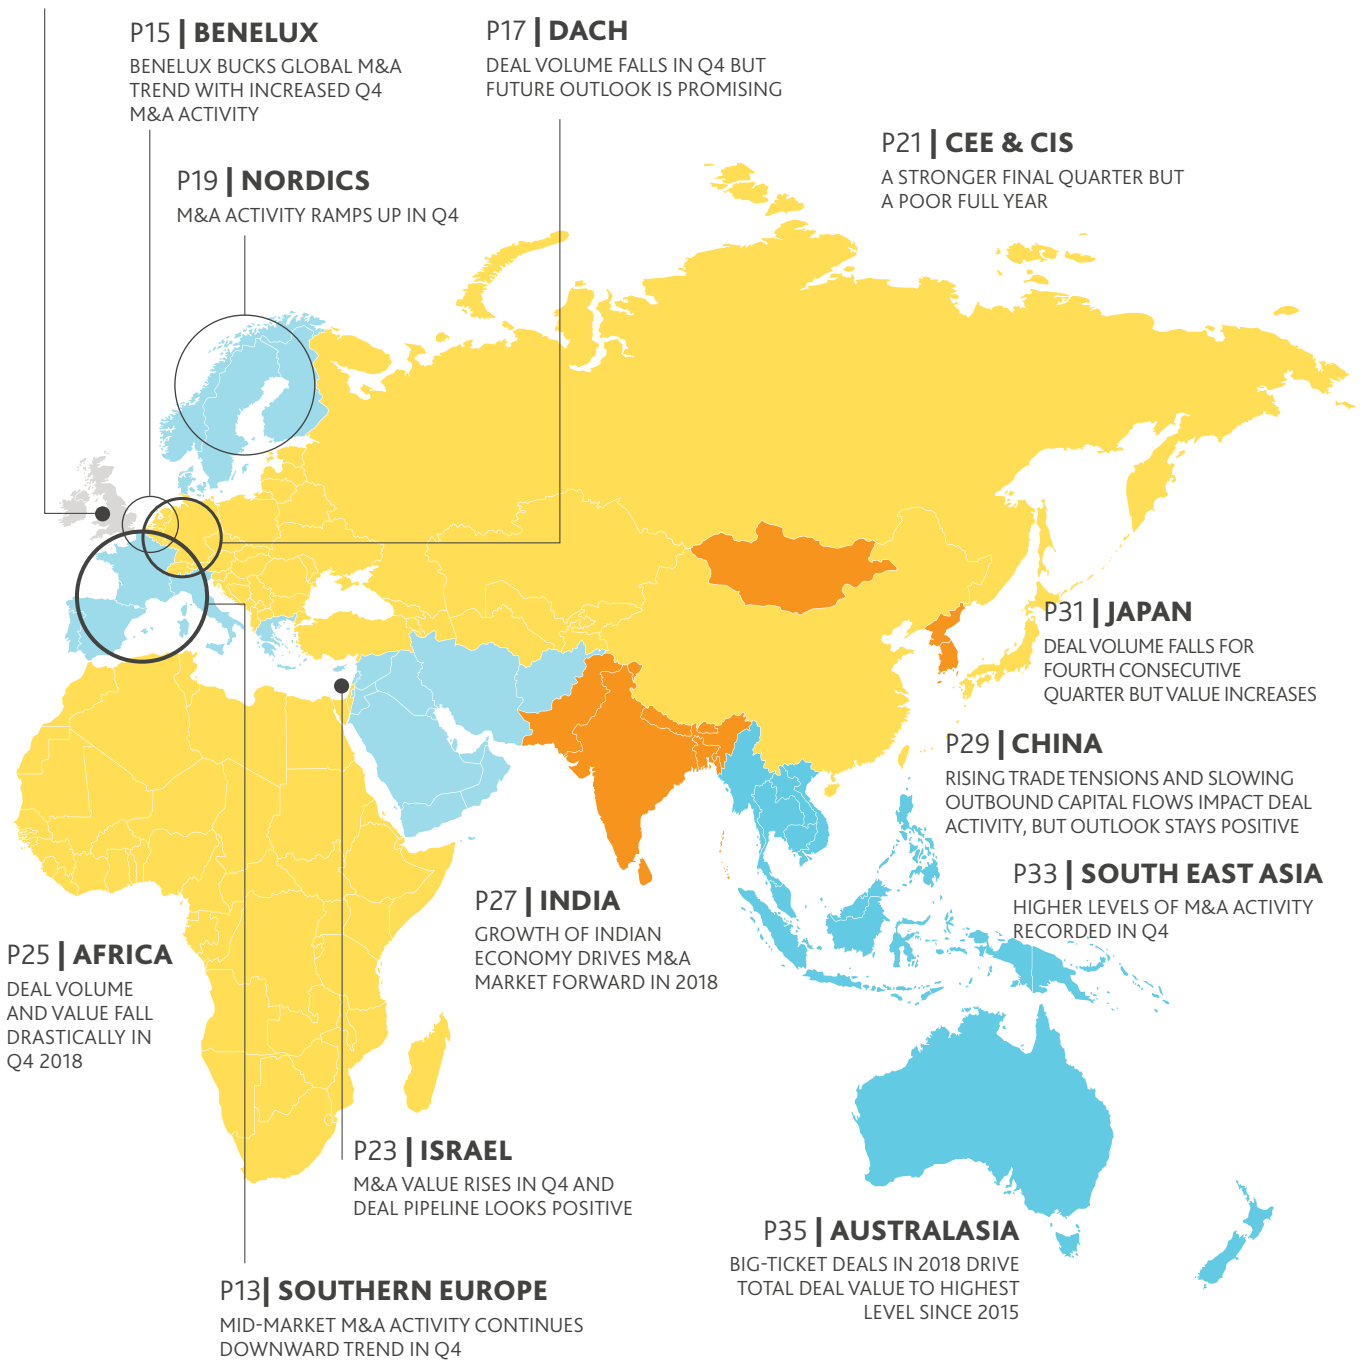 P15 | BENELUX
BENELUX BUCKS GLOBAL M&A
TREND WITH INCREASED Q4
M&A ACTIVITY
P17 | DACH
DEAL VOLUME FALLS IN Q4 BUT
FUTURE OUTLOOK IS PROMISING
P21 | CEE & CIS
A STRONGER FINAL QUARTER BUT
A POOR FULL YEAR
P19 | NORDICS
M&A ACTIVITY RAMPS UP IN Q4
P31 | JAPAN
DEAL VOLUME FALLS FOR
FOURTH CONSECUTIVE
QUARTER BUT VALUE INCREASES
P29 | CHINA
RISING TRADE TENSIONS AND SLOWING
OUTBOUND CAPITAL FLOWS IMPACT DEAL
ACTIVITY, BUT OUTLOOK STAYS POSITIVE
P33 | SOUTH EAST ASIA
HIGHER LEVELS OF M&A ACTIVITY
RECORDED IN Q4
P27 | INDIA
GROWTH OF INDIAN
ECONOMY DRIVES M&A
MARKET FORWARD IN 2018
P25 | AFRICA
DEAL VOLUME
AND VALUE FALL
DRASTICALLY IN
Q4 2018
P23 | ISRAEL
M&A VALUE RISES IN Q4 AND
DEAL PIPELINE LOOKS POSITIVE
P35 | AUSTRALASIA
BIG-TICKET DEALS IN 2018 DRIVE
TOTAL DEAL VALUE TO HIGHEST
LEVEL SINCE 2015
P13| SOUTHERN EUROPE
MID-MARKET M&A ACTIVITY CONTINUES
DOWNWARD TREND IN Q4